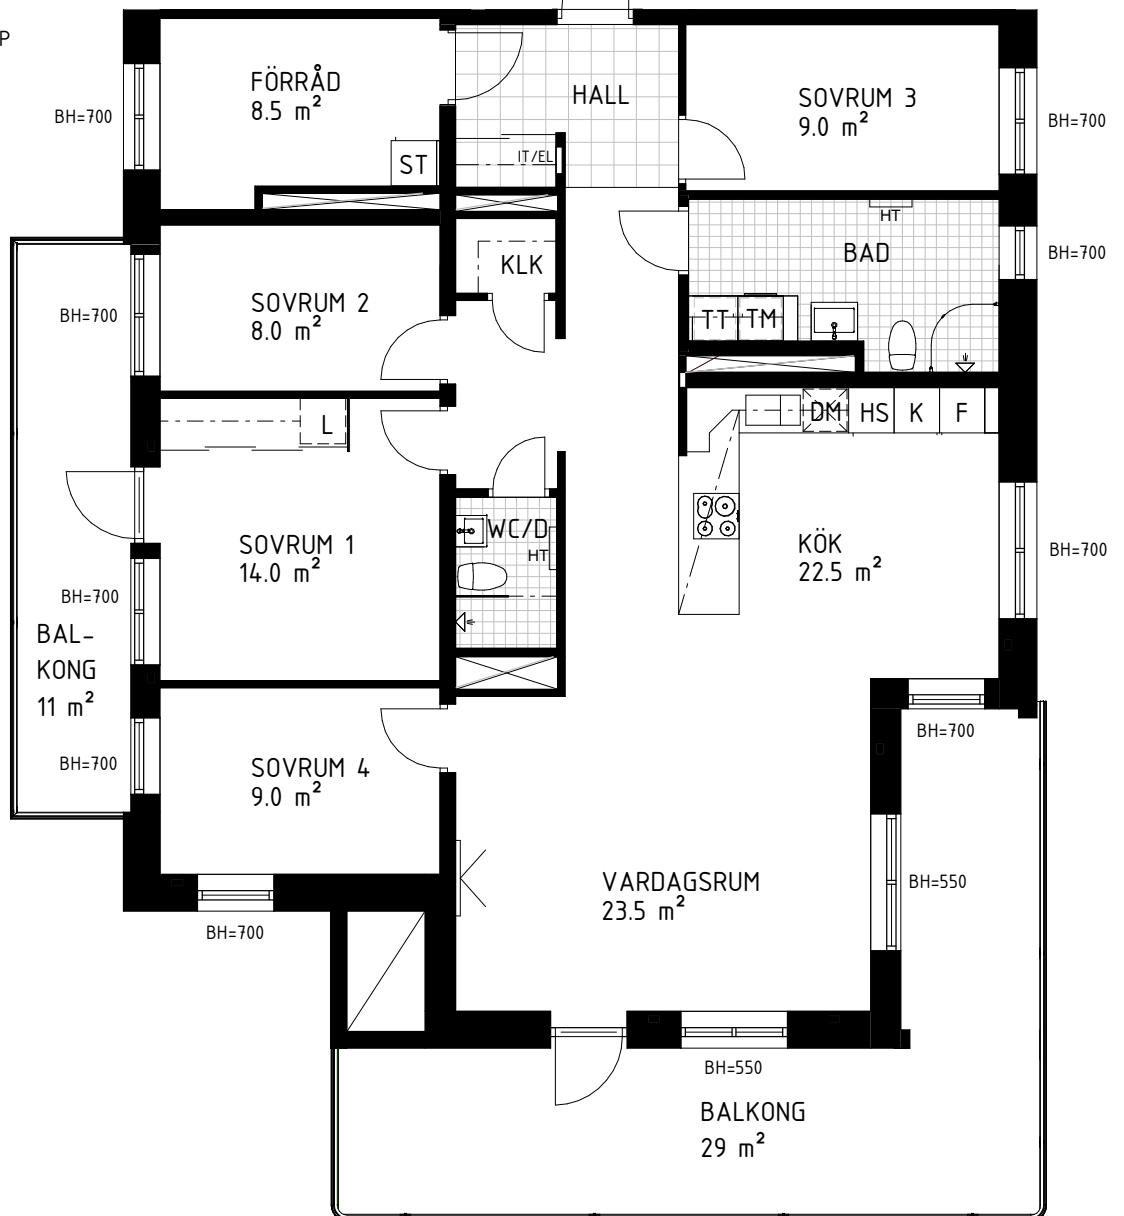 P
FÖRRÅD
8.5 m²
BH=700
ST
HALL
IT/EL
SOVRUM 3
9.0 m²
BH=700
HT
BAD
BH=700
KLK
SOVRUM 2
8.0 m²
BH=700
TT
TM
L
DM
HS
K
F
WC/D
HT
SOVRUM 1
14.0 m²
KÖK
22.5 m²
BH=700
BH=700
BAL-
KONG
11 m²
BH=700
SOVRUM 4
9.0 m²
BH=700
BH=700
VARDAGSRUM
23.5 m²
BH=550
BH=550
BALKONG
29 m²